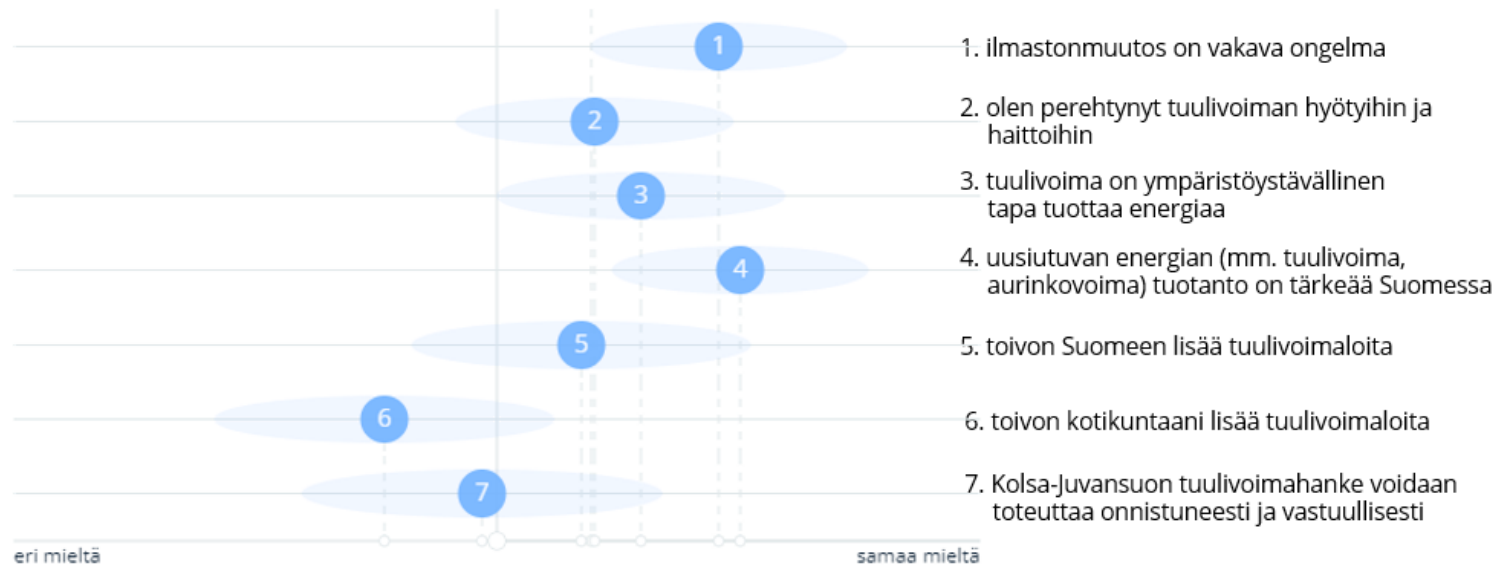 1
1. ilmastonmuutos on vakava ongelma
2
2. olen perehtynyt tuulivoiman hyötyihin ja
haittoihin
3
3. tuulivoima on ympäristöystävällinen
tapa tuottaa energiaa
4
4. uusiutuvan energian (mm. tuulivoima,
aurinkovoima) tuotanto on tärkeää Suomessa
5
5. toivon Suomeen lisää tuulivoimaloita
6
6. toivon kotikuntaani lisää tuulivoimaloita
7
7. Kolsa-Juvansuon tuulivoimahanke voidaan
toteuttaa onnistuneesti ja vastuullisesti
eri mieltä
samaa mieltä